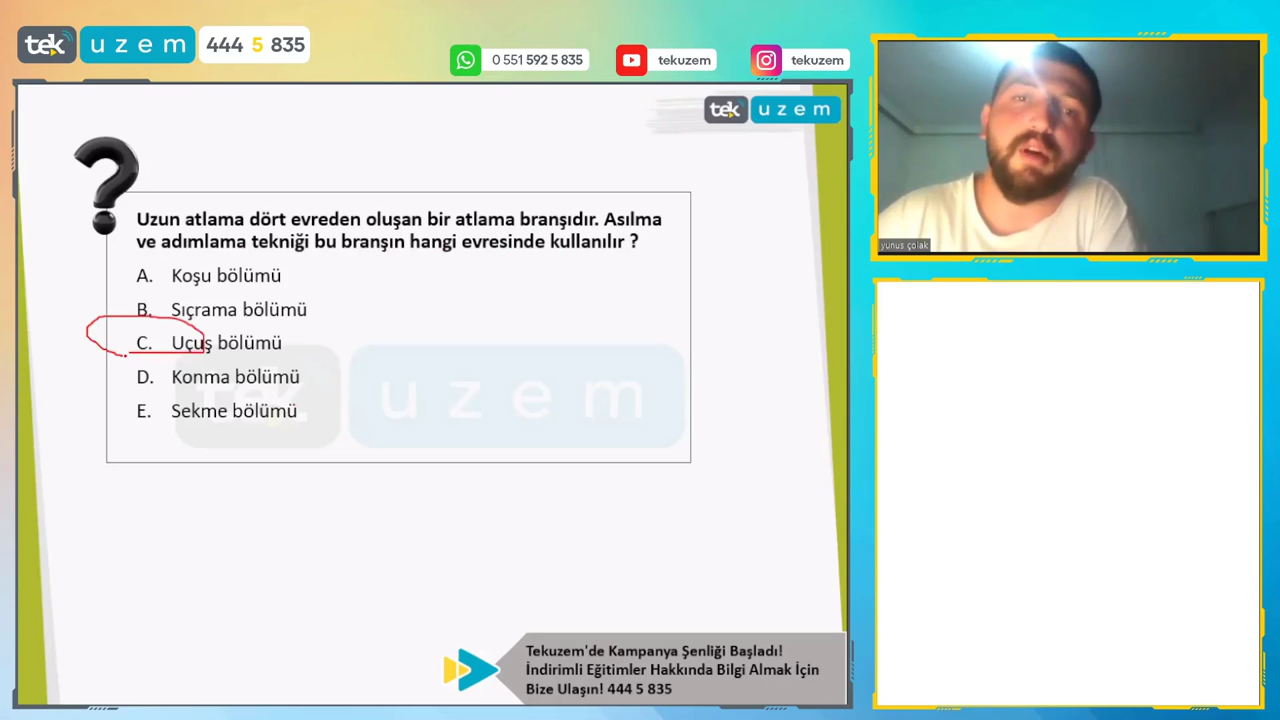 tek uzem 444 5 835
0 551 592 5 835
tekuzem
tekuzem
tek uzem
Uzun atlama dört evreden oluşan bir atlama branşıdır. Asılma
ve adımlama tekniği bu branşın hangi evresinde kullanılır ?
A. Koşu bölümü
B. Sıçrama bölümü
C. Uçuş bölümü
D. Konma bölümü
E. Sekme bölümü
tek uzem
yunus çolak
Tekuzem'de Kampanya Şenliği Başladı!
İndirimli Eğitimler Hakkında Bilgi Almak İçin
Bize Ulaşın! 444 5 835